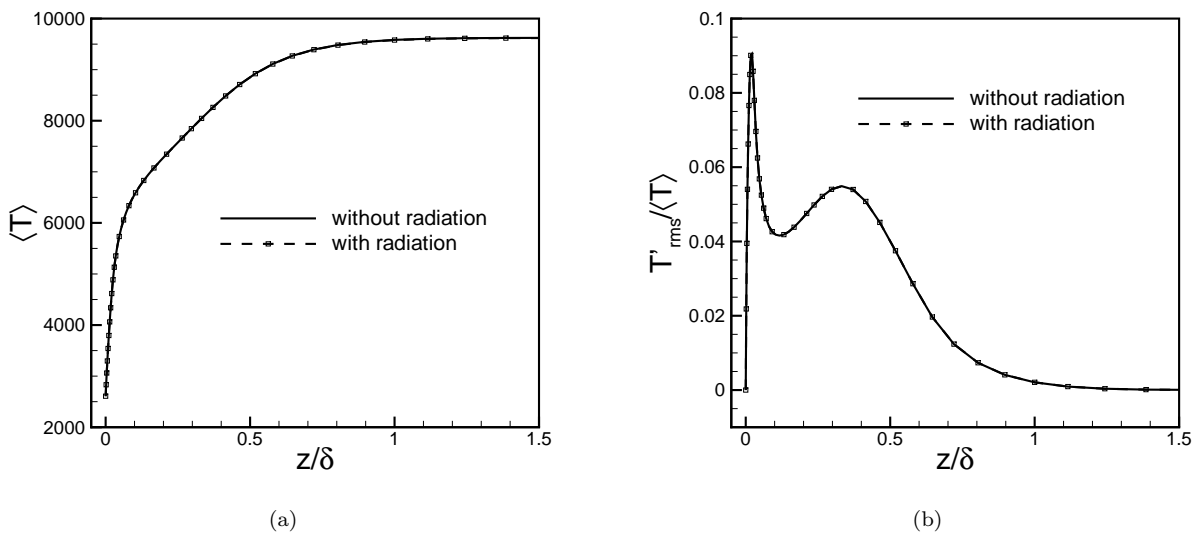 10000
8000
6000
4000
2000
⟨T⟩
without radiation
with radiation
0
0.5
1
1.5
z/δ
(a)
0.1
0.08
0.06
0.04
0.02
0
T'rms/⟨T⟩
without radiation
with radiation
0
0.5
1
1.5
z/δ
(b)